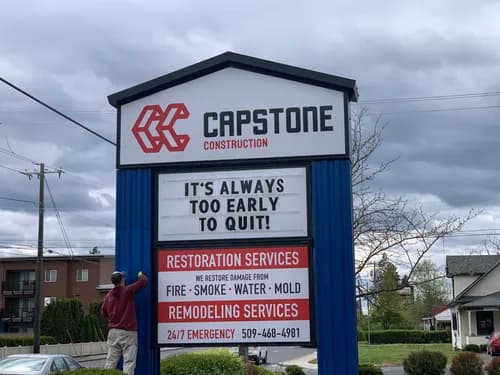 CAPSTONE
CONSTRUCTION
IT'S ALWAYS
TOO EARLY
TO QUIT!
RESTORATION SERVICES
WE RESTORE DAMAGE FROM
FIRE · SMOKE · WATER · MOLD
REMODELING SERVICES
24/7 EMERGENCY 509-468-4981